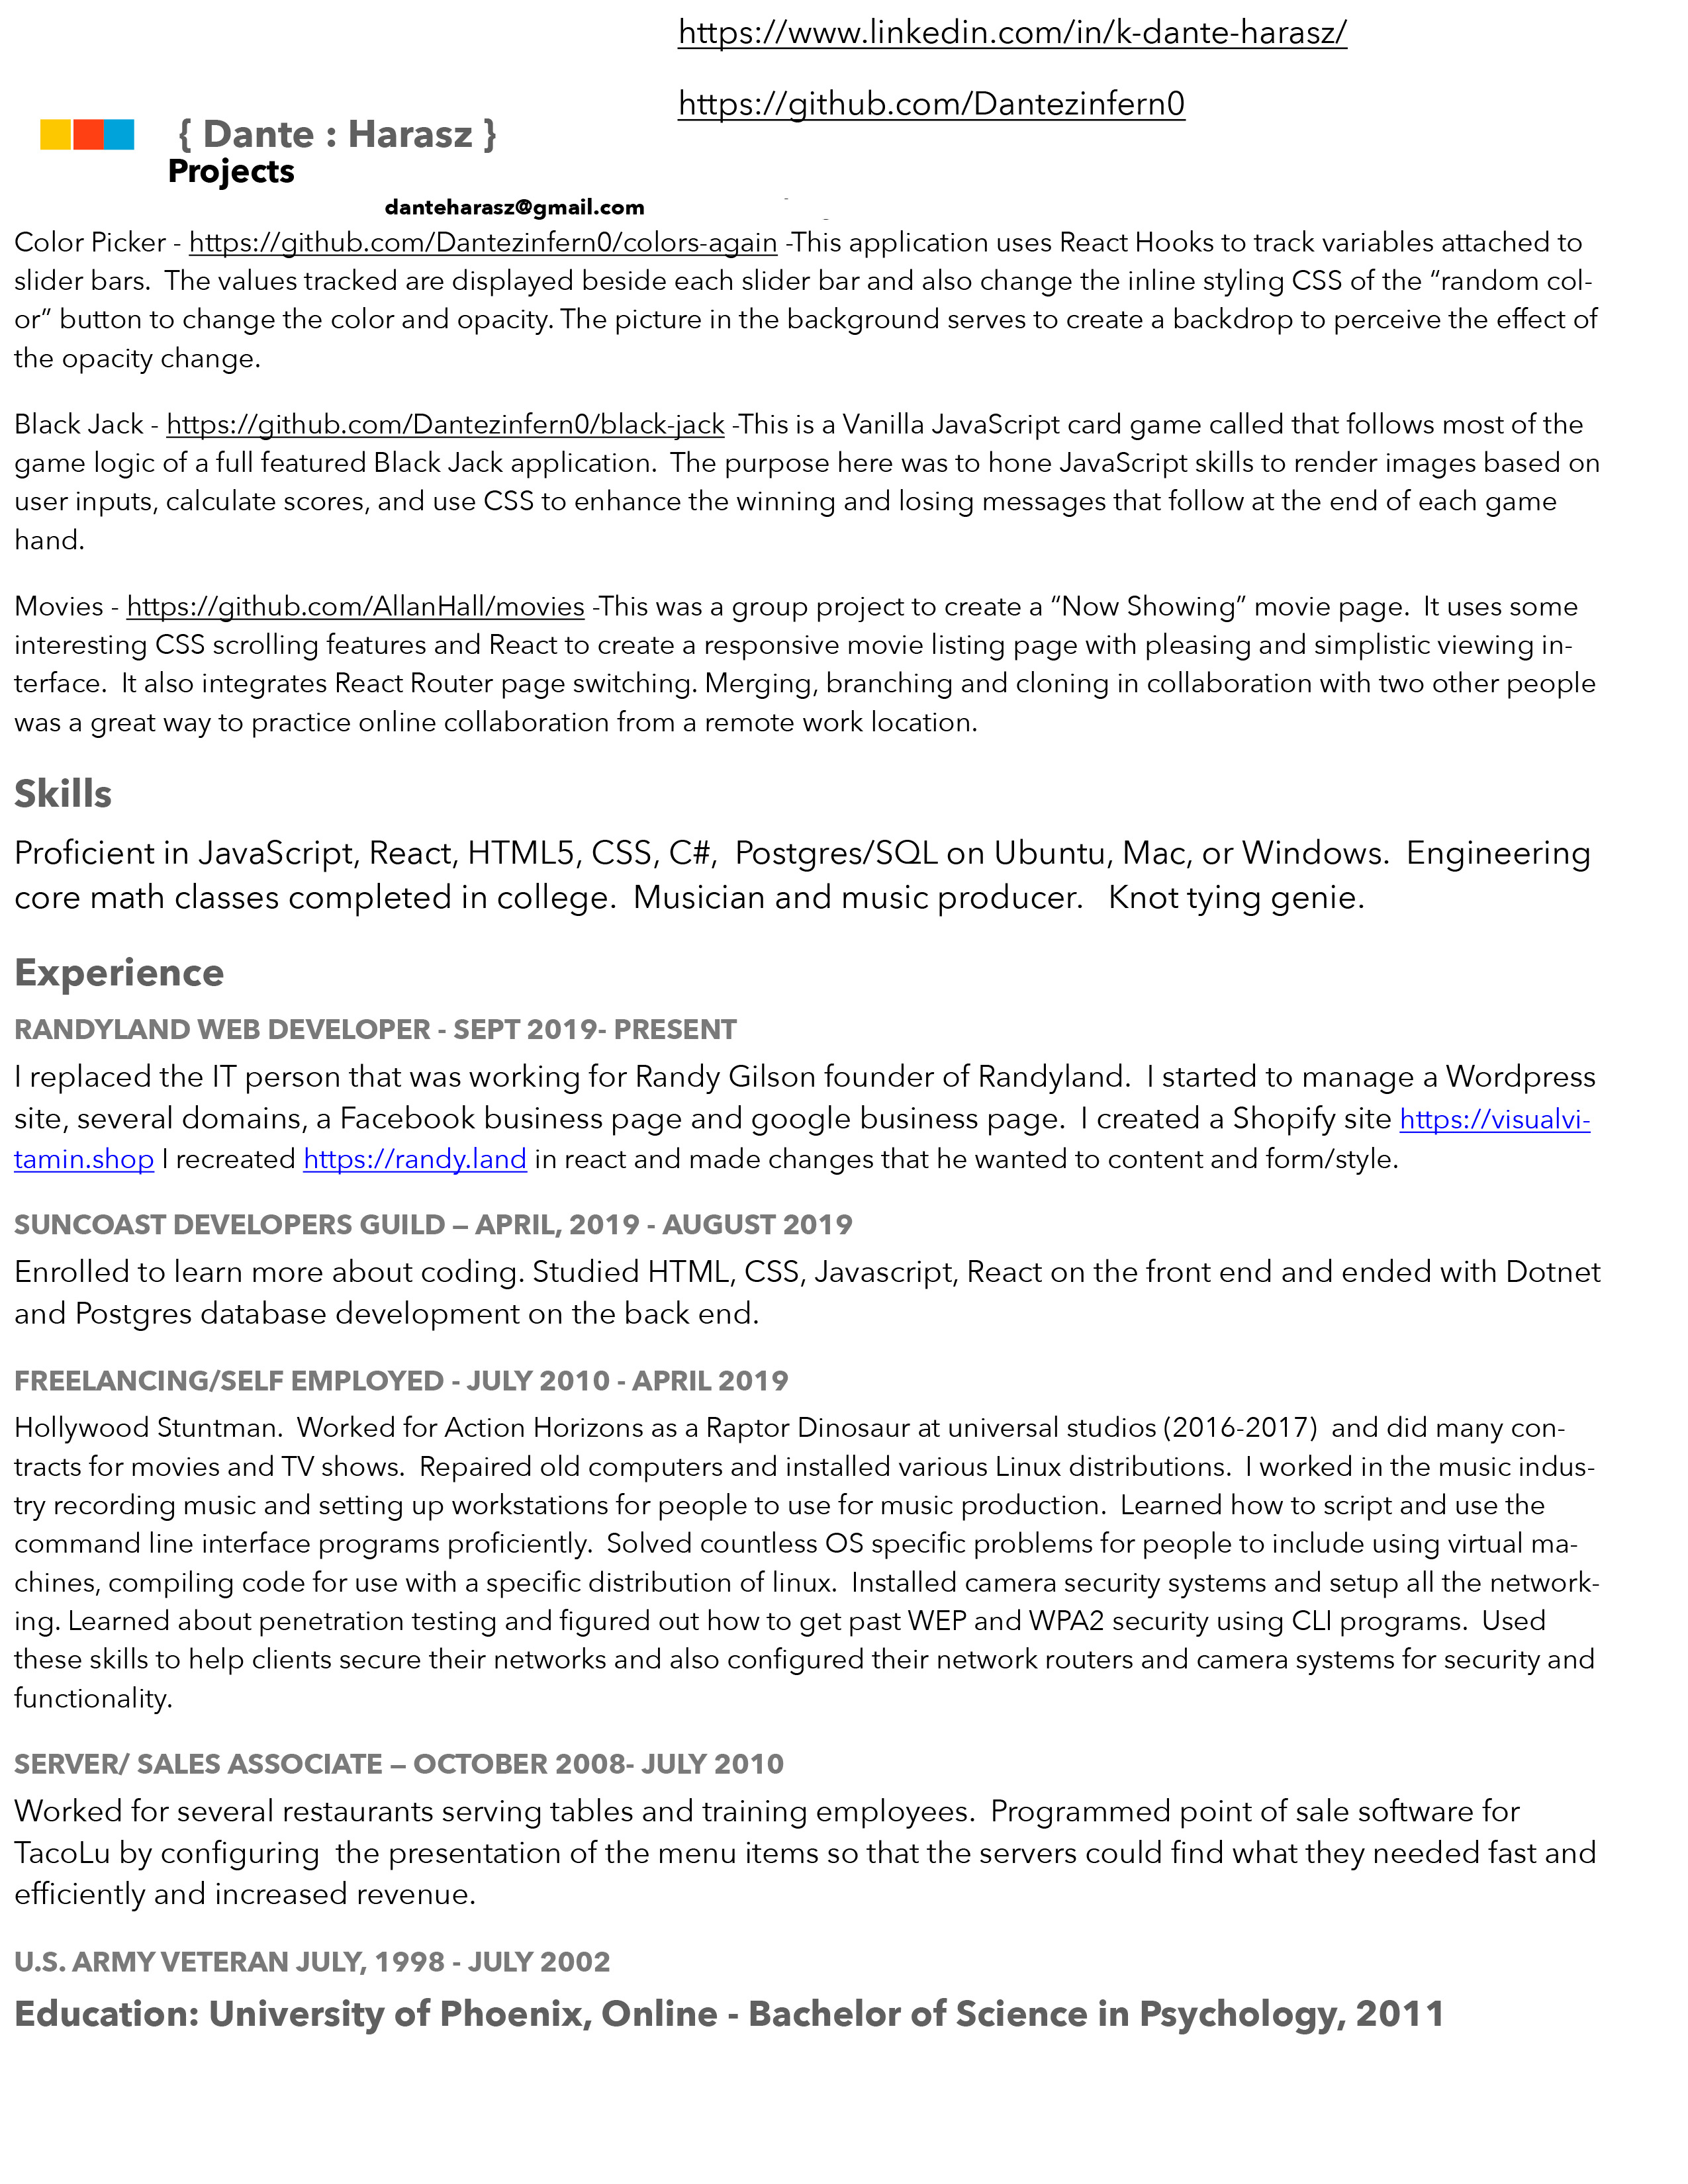 https://www.linkedin.com/in/k-dante-harasz/
https://github.com/Dantezinfern0
{ Dante : Harasz }
Projects
danteharasz@gmail.com
Color Picker - https://github.com/Dantezinfern0/colors-again -This application uses React Hooks to track variables attached to
slider bars.  The values tracked are displayed beside each slider bar and also change the inline styling CSS of the “random col-
or” button to change the color and opacity. The picture in the background serves to create a backdrop to perceive the effect of
the opacity change.
Black Jack - https://github.com/Dantezinfern0/black-jack -This is a Vanilla JavaScript card game called that follows most of the
game logic of a full featured Black Jack application.  The purpose here was to hone JavaScript skills to render images based on
user inputs, calculate scores, and use CSS to enhance the winning and losing messages that follow at the end of each game
hand.
Movies - https://github.com/AllanHall/movies -This was a group project to create a “Now Showing” movie page.  It uses some
interesting CSS scrolling features and React to create a responsive movie listing page with pleasing and simplistic viewing in-
terface.  It also integrates React Router page switching. Merging, branching and cloning in collaboration with two other people
was a great way to practice online collaboration from a remote work location.
Skills
Proficient in JavaScript, React, HTML5, CSS, C#,  Postgres/SQL on Ubuntu, Mac, or Windows.  Engineering
core math classes completed in college.  Musician and music producer.   Knot tying genie.
Experience
RANDYLAND WEB DEVELOPER - SEPT 2019- PRESENT
I replaced the IT person that was working for Randy Gilson founder of Randyland.  I started to manage a Wordpress
site, several domains, a Facebook business page and google business page.  I created a Shopify site https://visualvi-
tamin.shop I recreated https://randy.land in react and made changes that he wanted to content and form/style.
SUNCOAST DEVELOPERS GUILD — APRIL, 2019 - AUGUST 2019
Enrolled to learn more about coding. Studied HTML, CSS, Javascript, React on the front end and ended with Dotnet
and Postgres database development on the back end.
FREELANCING/SELF EMPLOYED - JULY 2010 - APRIL 2019
Hollywood Stuntman.  Worked for Action Horizons as a Raptor Dinosaur at universal studios (2016-2017)  and did many con-
tracts for movies and TV shows.  Repaired old computers and installed various Linux distributions.  I worked in the music indus-
try recording music and setting up workstations for people to use for music production.  Learned how to script and use the
command line interface programs proficiently.  Solved countless OS specific problems for people to include using virtual ma-
chines, compiling code for use with a specific distribution of linux.  Installed camera security systems and setup all the network-
ing. Learned about penetration testing and figured out how to get past WEP and WPA2 security using CLI programs.  Used
these skills to help clients secure their networks and also configured their network routers and camera systems for security and
functionality.
SERVER/ SALES ASSOCIATE — OCTOBER 2008- JULY 2010
Worked for several restaurants serving tables and training employees.  Programmed point of sale software for
TacoLu by configuring  the presentation of the menu items so that the servers could find what they needed fast and
efficiently and increased revenue.
U.S. ARMY VETERAN JULY, 1998 - JULY 2002
Education: University of Phoenix, Online - Bachelor of Science in Psychology, 2011